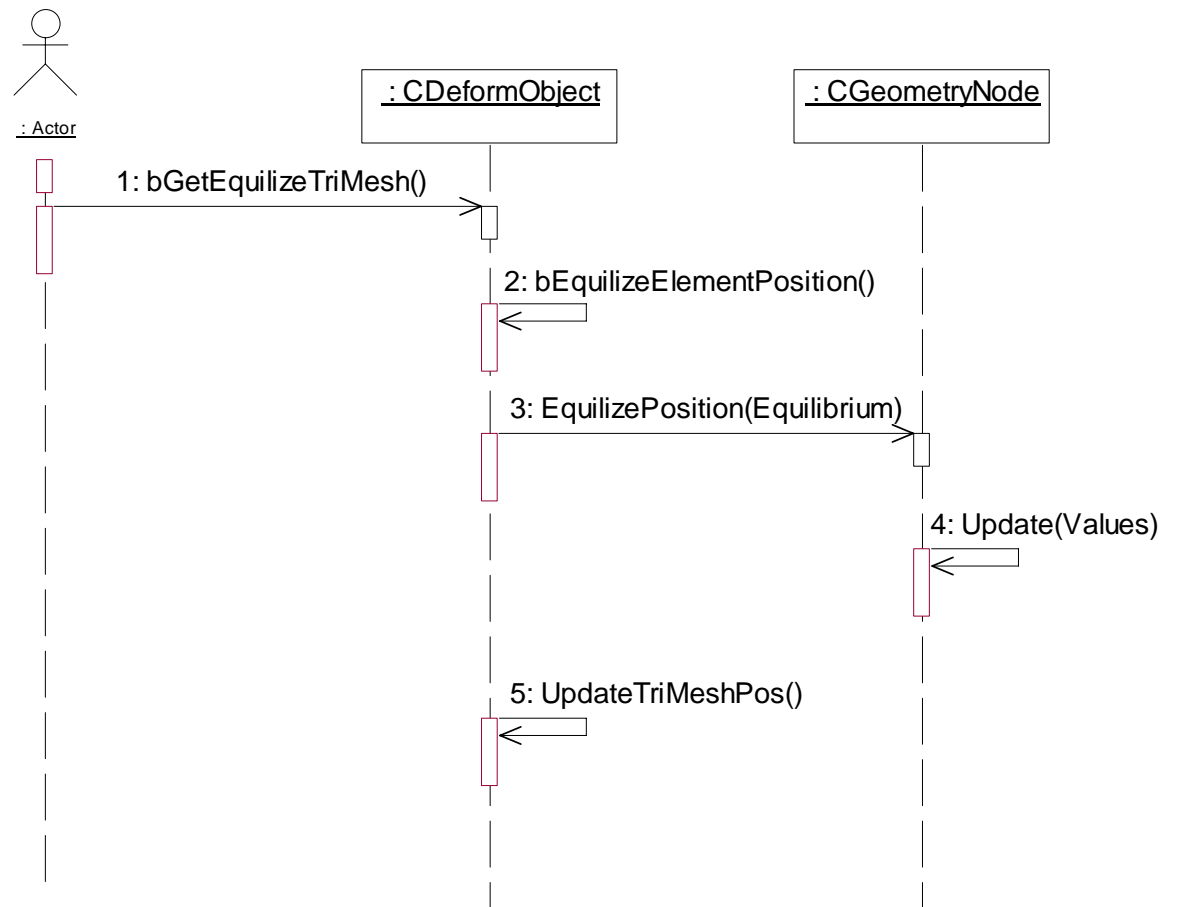 : CDeformObject
: CGeometryNode
: Actor
1: bGetEquilizeTriMesh()
2: bEquilizeElementPosition()
3: EquilizePosition(Equilibrium)
4: Update(Values)
5: UpdateTriMeshPos()